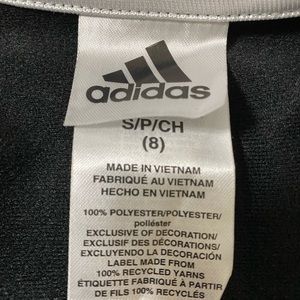 adidas
S/P/CH
(8)
MADE IN VIETNAM
FABRIQUÉ AU VIETNAM
HECHO EN VIETNAM
100% POLYESTER/POLYESTER/
poliéster
EXCLUSIVE OF DECORATION/
EXCLUSIF DES DÉCORATIONS/
EXCLUYENDO LA DECORACIÓN
LABEL MADE FROM
100% RECYCLED YARNS
ÉTIQUETTE FABRIQUÉE À PARTIR
DE FILS 100% RECYCLÉS